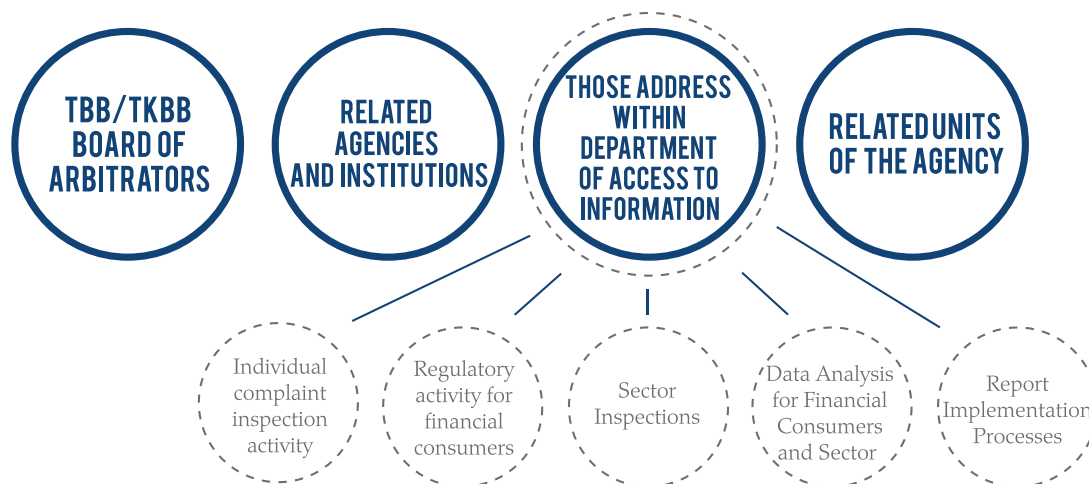 TBB/TKBB
BOARD OF
ARBITRATORS
RELATED
AGENCIES
AND INSTITUTIONS
THOSE ADDRESS
WITHIN
DEPARTMENT
OF ACCESS TO
INFORMATION
RELATED UNITS
OF THE AGENCY
Individual
complaint
inspection
activity
Regulatory
activity for
financial
consumers
Sector
Inspections
Data Analysis
for Financial
Consumers
and Sector
Report
Implementation
Processes